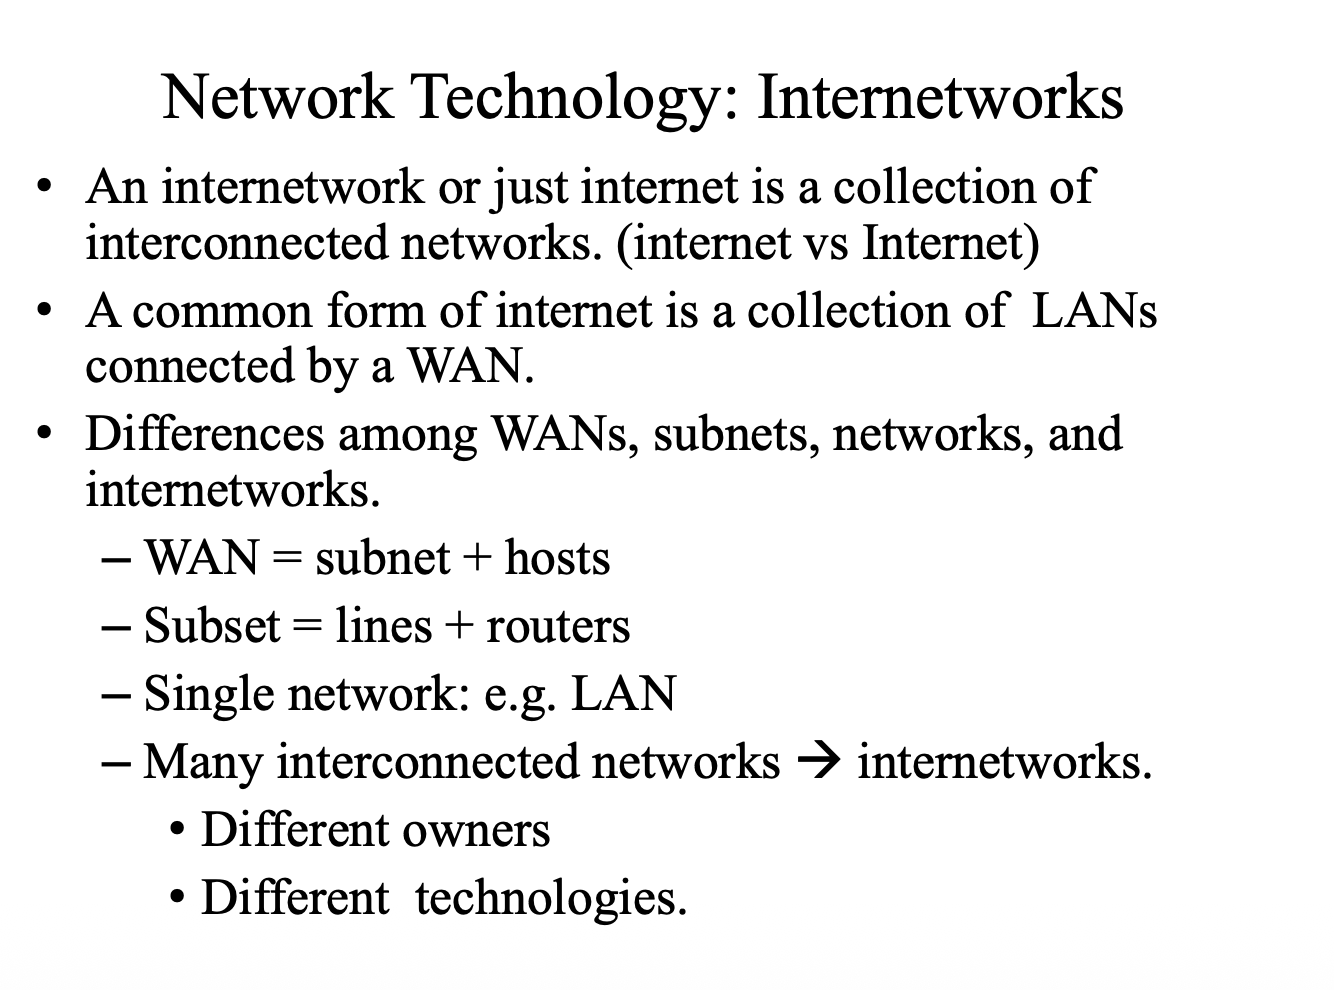 Network Technology: Internetworks
• An internetwork or just internet is a collection of
interconnected networks. (internet vs Internet)
• A common form of internet is a collection of  LANs
connected by a WAN.
• Differences among WANs, subnets, networks, and
internetworks.
– WAN = subnet + hosts
– Subset = lines + routers
– Single network: e.g. LAN
– Many interconnected networks → internetworks.
• Different owners
• Different  technologies.